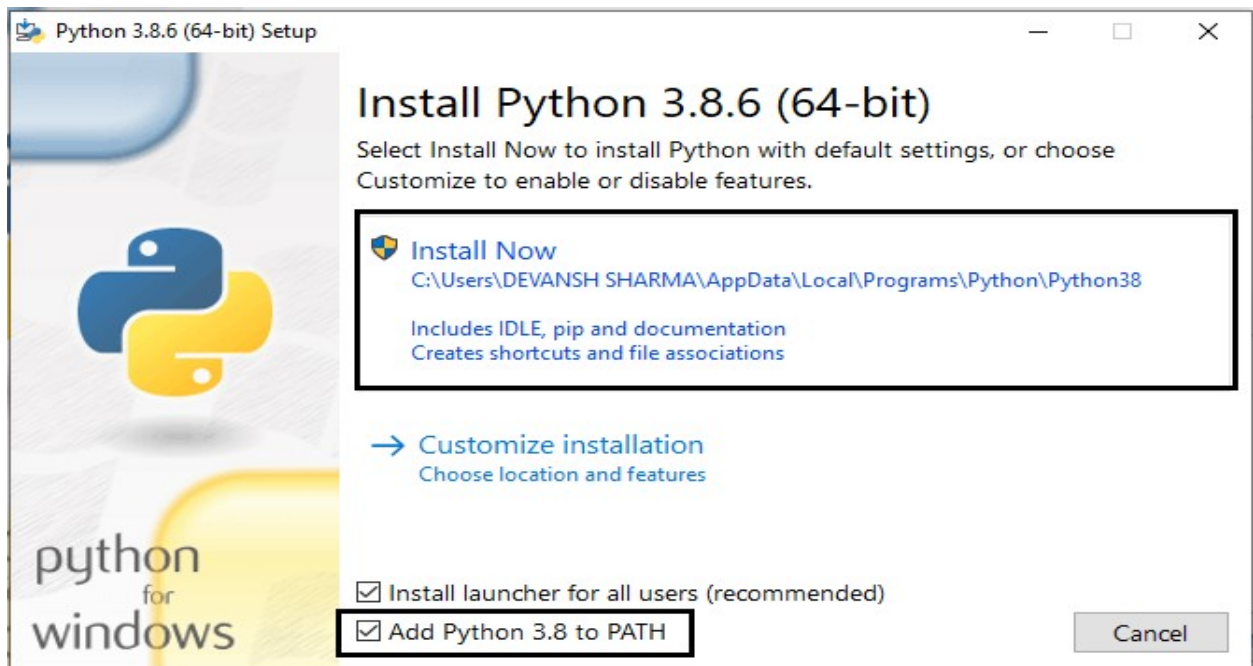 Python 3.8.6 (64-bit) Setup
Install Python 3.8.6 (64-bit)
Select Install Now to install Python with default settings, or choose
Customize to enable or disable features.
Install Now
C:\Users\DEVANSH SHARMA\AppData\Local\Programs\Python\Python38
Includes IDLE, pip and documentation
Creates shortcuts and file associations
Customize installation
Choose location and features
python
for
windows
Install launcher for all users (recommended)
Add Python 3.8 to PATH
Cancel